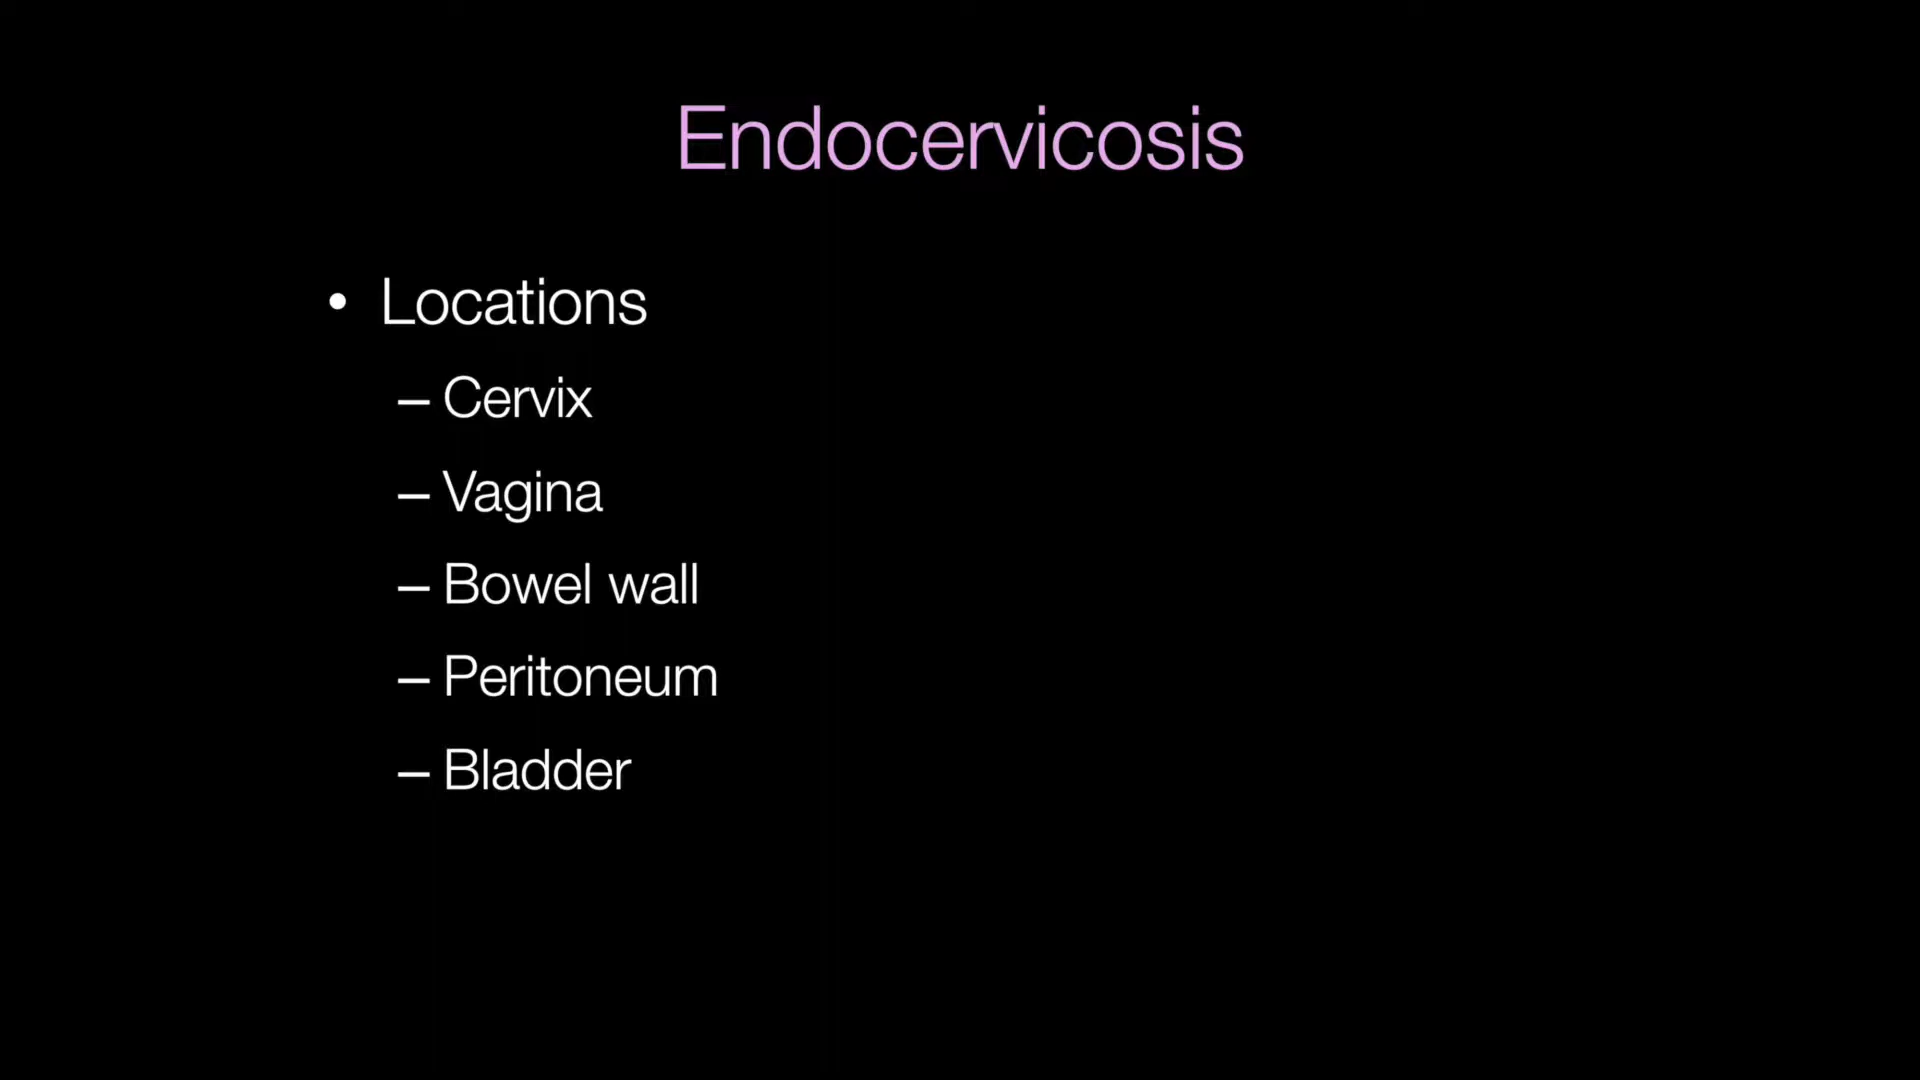 Endocervicosis
• Locations
– Cervix
– Vagina
– Bowel wall
– Peritoneum
– Bladder